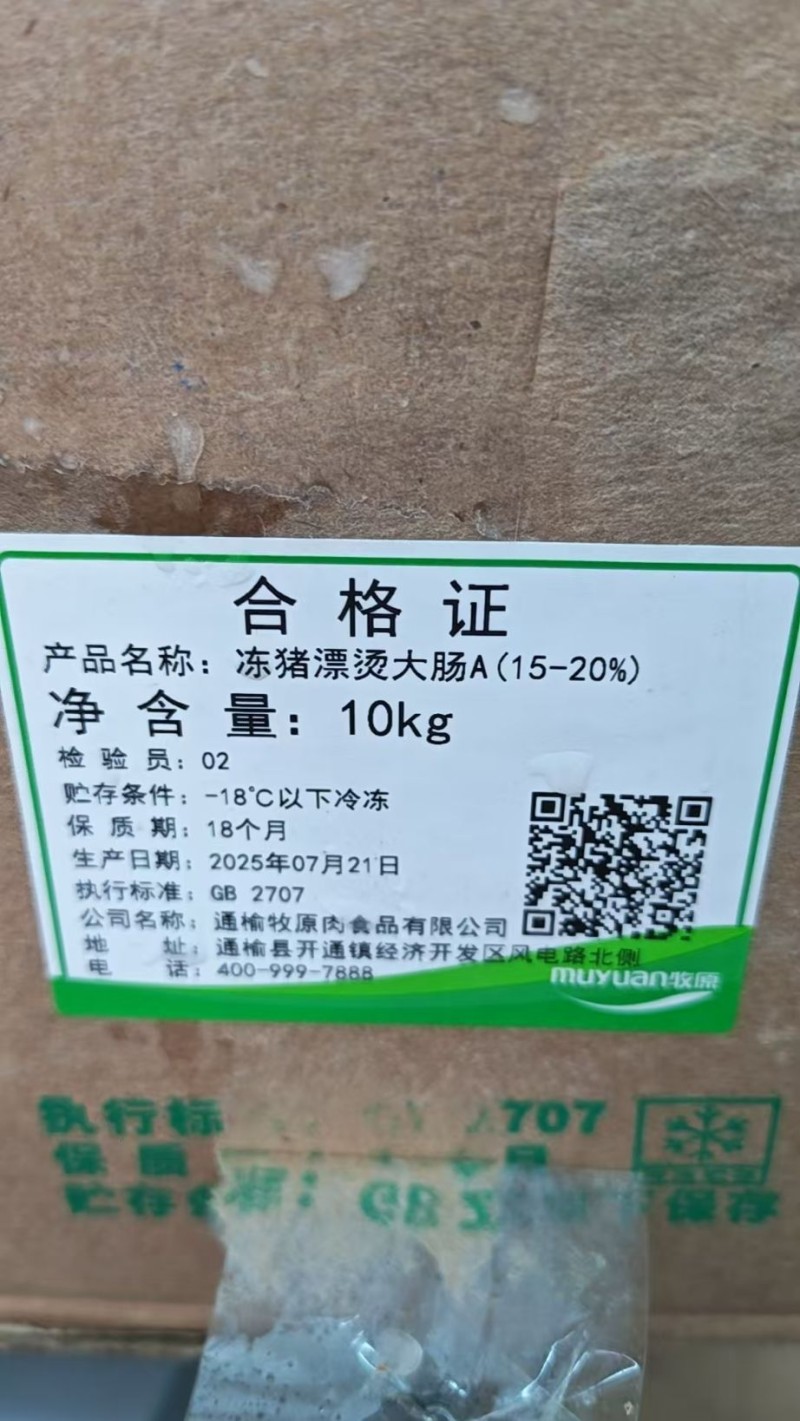 合格证
产品名称：冻猪漂烫大肠A(15-20%)
净含量：10kg
检验员：02
贮存条件：-18℃以下冷冻
保质期：18个月
生产日期：2025年07月21日
执行标准：GB 2707
公司名称：通榆牧原肉食品有限公司
地址：通榆县开通镇经济开发区风电路北侧
电话：400-999-7888
muyuan牧原
执行标 707
保质
贮存 GB 2 保存